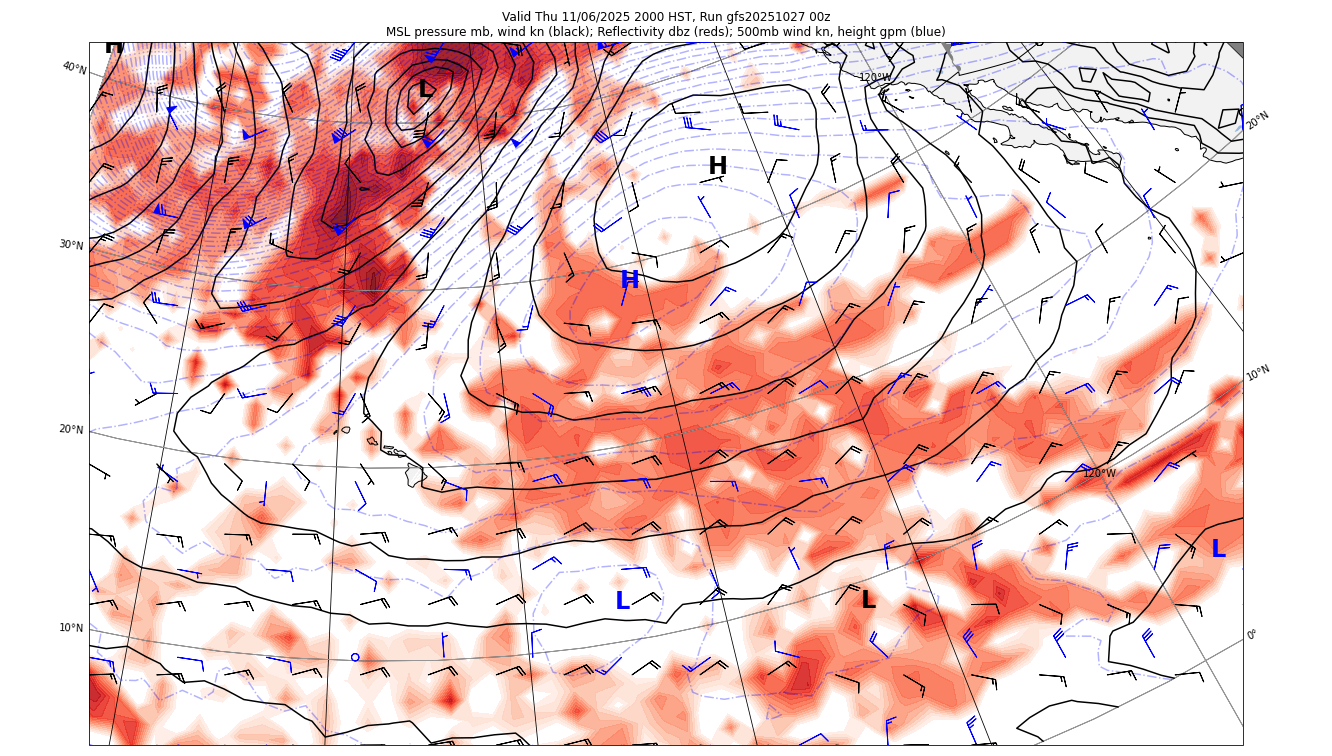 Valid Thu 11/06/2025 2000 HST, Run gfs20251027 00z
MSL pressure mb, wind kn (black); Reflectivity dbz (reds); 500mb wind kn, height gpm (blue)
H
40°N
120°W
L
20°N
H
30°N
H
10°N
20°N
120°W
L
L
L
10°N
0°